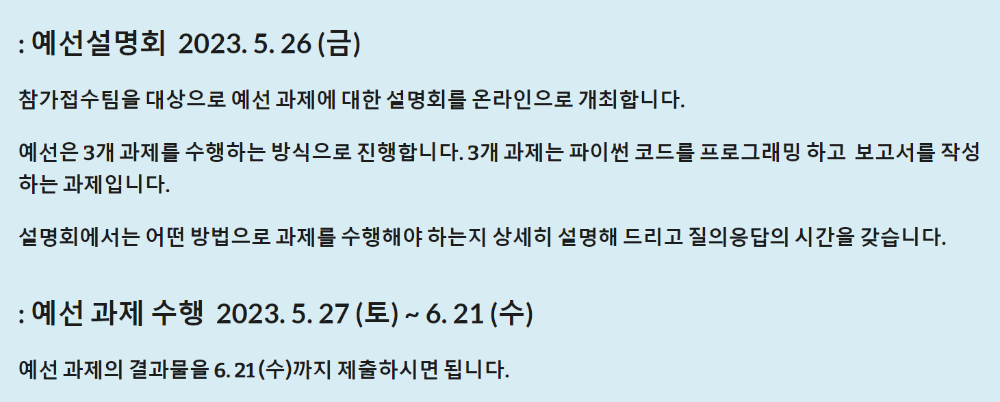 : 예선설명회 2023. 5. 26 (금)
참가접수팀을 대상으로 예선 과제에 대한 설명회를 온라인으로 개최합니다.
예선은 3개 과제를 수행하는 방식으로 진행합니다. 3개 과제는 파이썬 코드를 프로그래밍 하고 보고서를 작성
하는 과제입니다.
설명회에서는 어떤 방법으로 과제를 수행해야 하는지 상세히 설명해 드리고 질의응답의 시간을 갖습니다.
: 예선 과제 수행 2023. 5. 27 (토) ~ 6. 21 (수)
예선 과제의 결과물을 6. 21 (수)까지 제출하시면 됩니다.